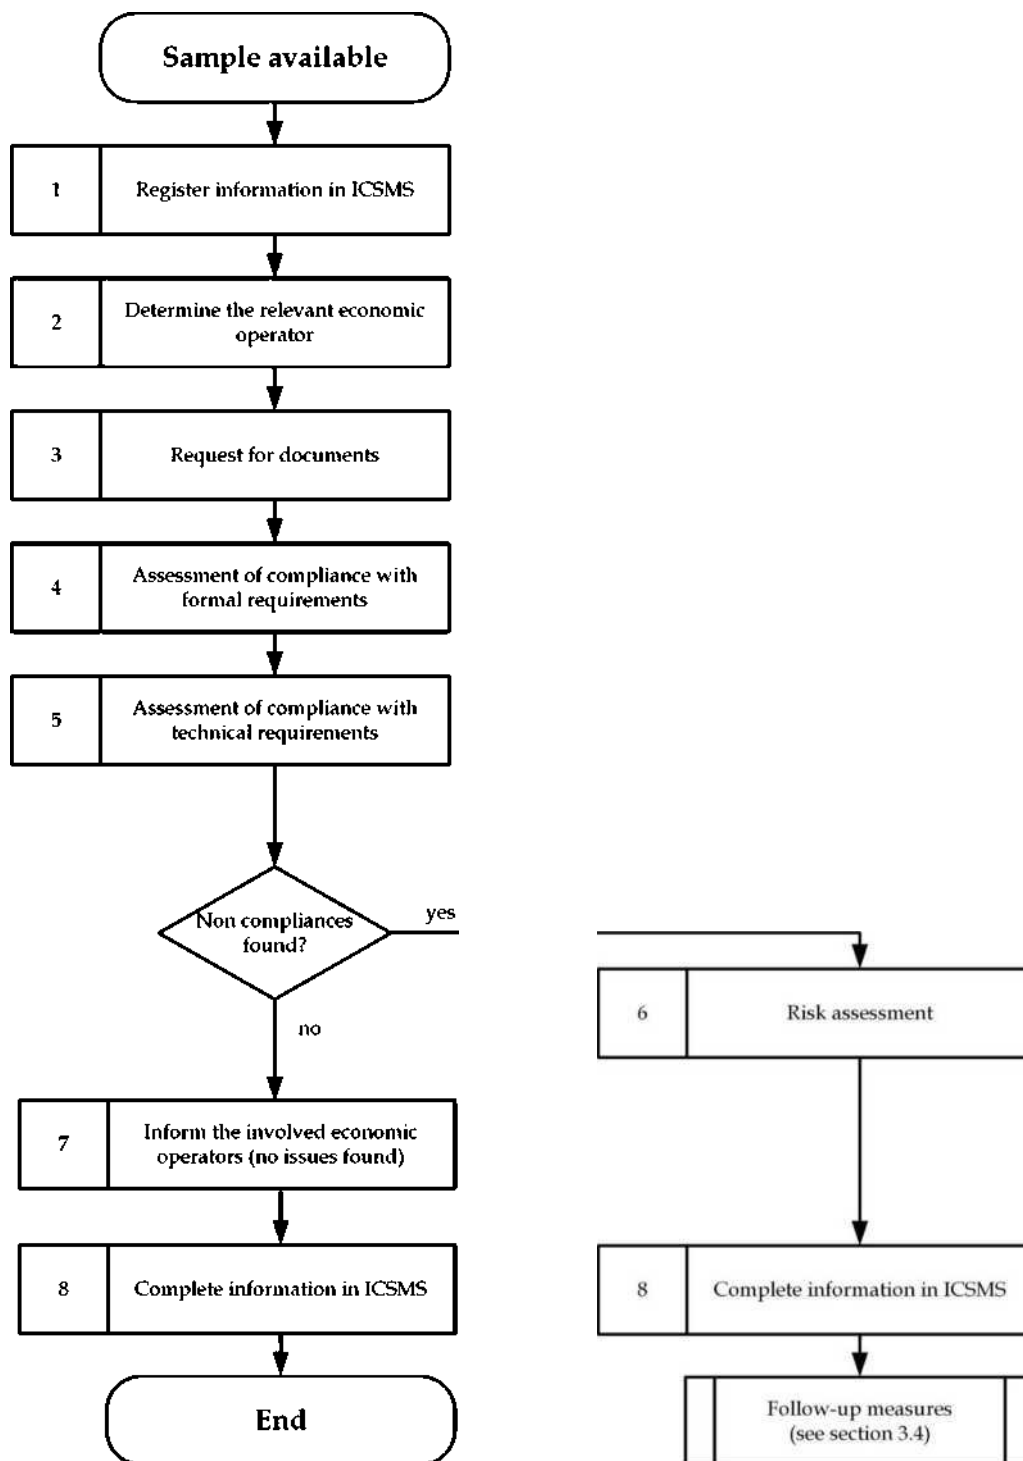 Sample available
1
Register information in ICSMS
2
Determine the relevant economic
operator
3
Request for documents
4
Assessment of compliance with
formal requirements
5
Assessment of compliance with
technical requirements
Non compliances
found?
yes
no
6
Risk assessment
7
Inform the involved economic
operators (no issues found)
8
Complete information in ICSMS
8
Complete information in ICSMS
End
Follow-up measures
(see section 3.4)